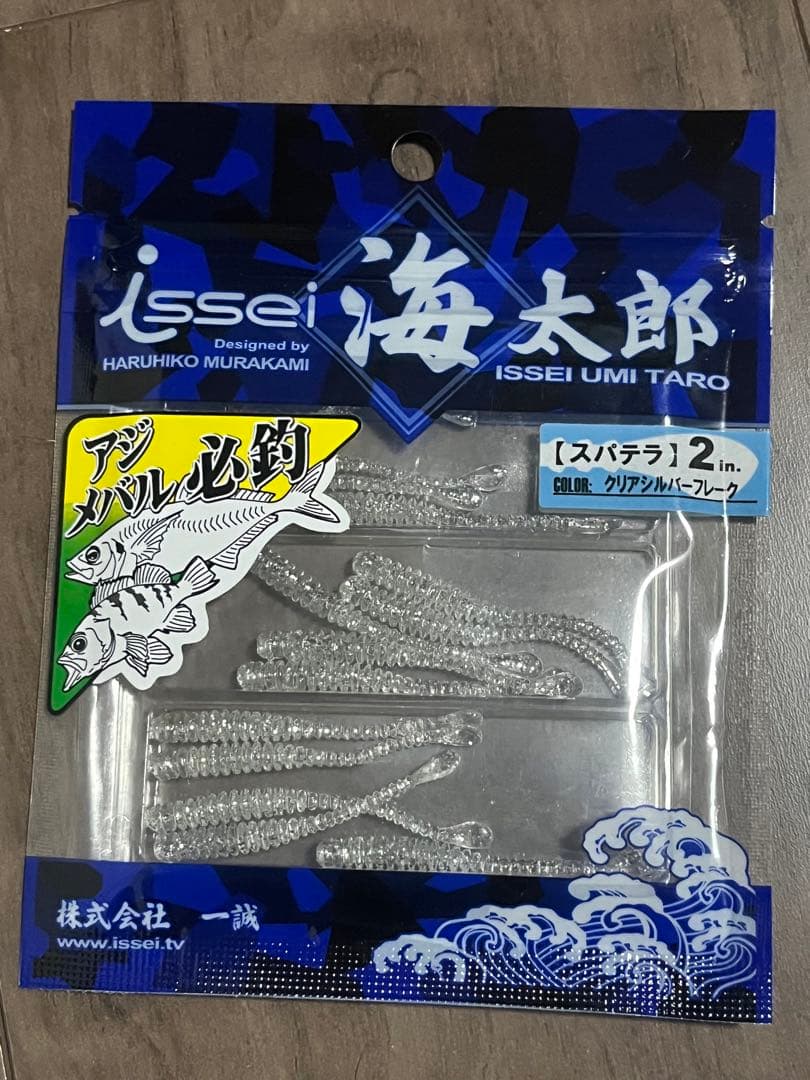 issei
Designed by
HARUHIKO MURAKAMI
海太郎
ISSEI UMI TARO
アジ
メバル
必釣
【スパテラ】2in.
COLOR: クリアシルバーフレーク
株式会社 一誠
www.issei.tv